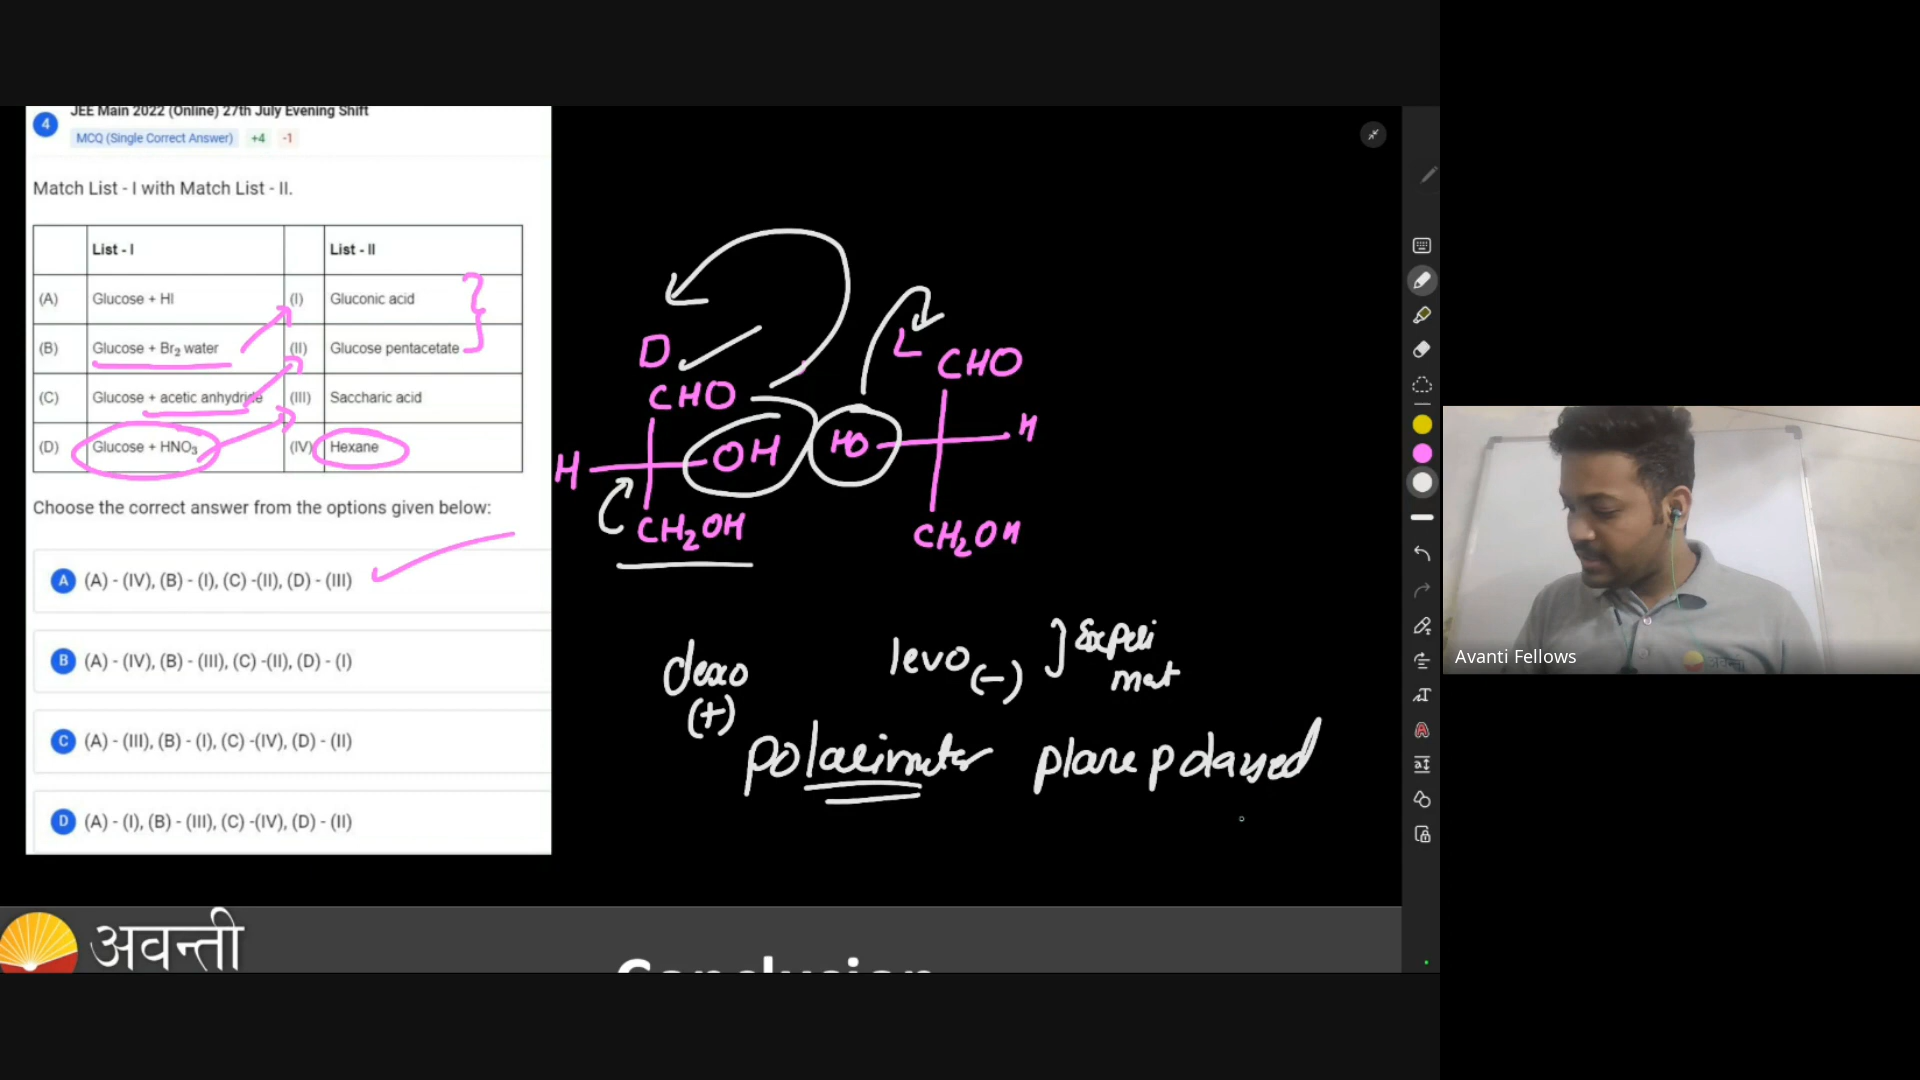 JEE Main 2022 (Online) 27th July Evening Shift
4
MCQ (Single Correct Answer) +4 -1
Match List - I with Match List - II.
List - I List - II
(A) Glucose + HI (I) Gluconic acid
(B) Glucose + Br₂ water (II) Glucose pentacetate
(C) Glucose + acetic anhydride (III) Saccharic acid
(D) Glucose + HNO₃ (IV) Hexane
Choose the correct answer from the options given below:
A (A) - (IV), (B) - (I), (C) -(II), (D) - (III)
B (A) - (IV), (B) - (III), (C) -(II), (D) - (I)
C (A) - (III), (B) - (I), (C) -(IV), (D) - (II)
D (A) - (I), (B) - (III), (C) -(IV), (D) - (II)
D L
CHO CHO
H OH HO H
CH₂OH CH₂OH
dexo levo (-)
(+)
polarimeter plane
Avanti Fellows
अवन्ती
Conclusion